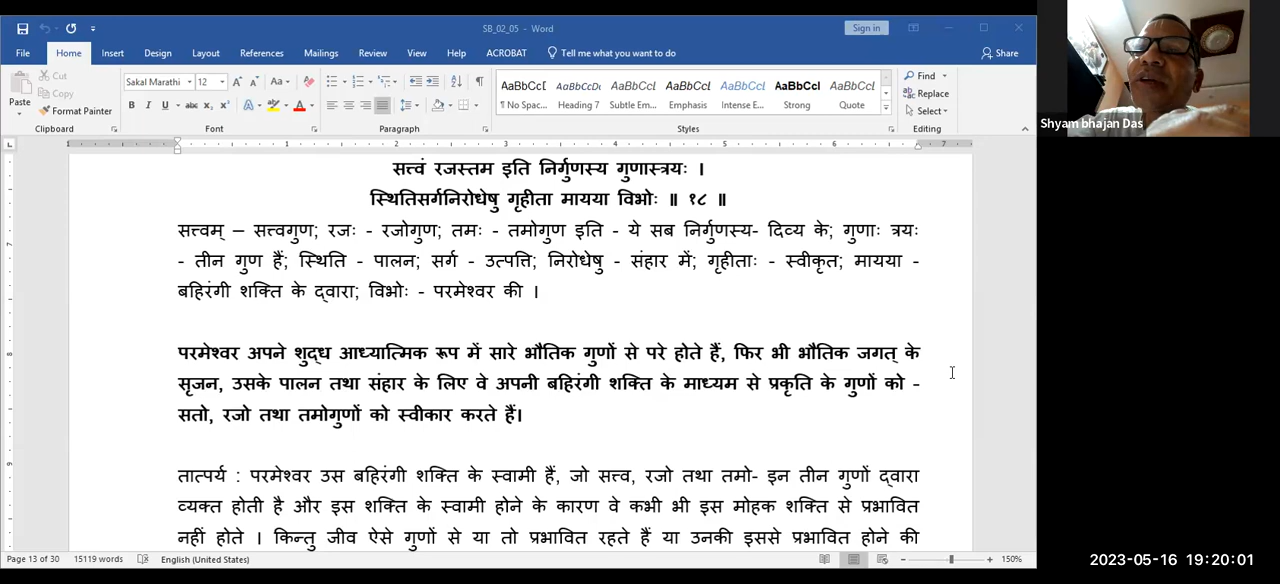 SB_02_05 - Word
Sign in
File Home Insert Design Layout References Mailings Review View Help ACROBAT Tell me what you want to do Share
Paste
Cut
Copy
Format Painter
Clipboard
Sakal Marathi 12
Font
Paragraph
AaBbCcI AaBbCcDc AaBbCcl AaBbCcl AaBbCcl AaBbCcl AaBbCcl
¶ No Spac... Heading 7 Subtle Em... Emphasis Intense E... Strong Quote
Styles
Find
Replace
Select
Editing
Shyam bhajan Das
सत्त्वं रजस्तम इति निर्गुणस्य गुणास्त्रयः ।
स्थितिसर्गनिरोधेषु गृहीता मायया विभोः ॥ १८ ॥
सत्त्वम् – सत्त्वगुण; रजः - रजोगुण; तमः - तमोगुण इति - ये सब निर्गुणस्य- दिव्य के; गुणाः त्रयः
- तीन गुण हैं; स्थिति - पालन; सर्ग - उत्पत्ति; निरोधेषु - संहार में; गृहीताः - स्वीकृत; मायया -
बहिरंगी शक्ति के द्वारा; विभोः - परमेश्वर की ।
परमेश्वर अपने शुद्ध आध्यात्मिक रूप में सारे भौतिक गुणों से परे होते हैं, फिर भी भौतिक जगत् के
सृजन, उसके पालन तथा संहार के लिए वे अपनी बहिरंगी शक्ति के माध्यम से प्रकृति के गुणों को -
सतो, रजो तथा तमोगुणों को स्वीकार करते हैं।
तात्पर्य : परमेश्वर उस बहिरंगी शक्ति के स्वामी हैं, जो सत्त्व, रजो तथा तमो- इन तीन गुणों द्वारा
व्यक्त होती है और इस शक्ति के स्वामी होने के कारण वे कभी भी इस मोहक शक्ति से प्रभावित
नहीं होते । किन्तु जीव ऐसे गुणों से या तो प्रभावित रहते हैं या उनकी इससे प्रभावित होने की
Page 13 of 30 15119 words English (United States) 150%
2023-05-16 19:20:01